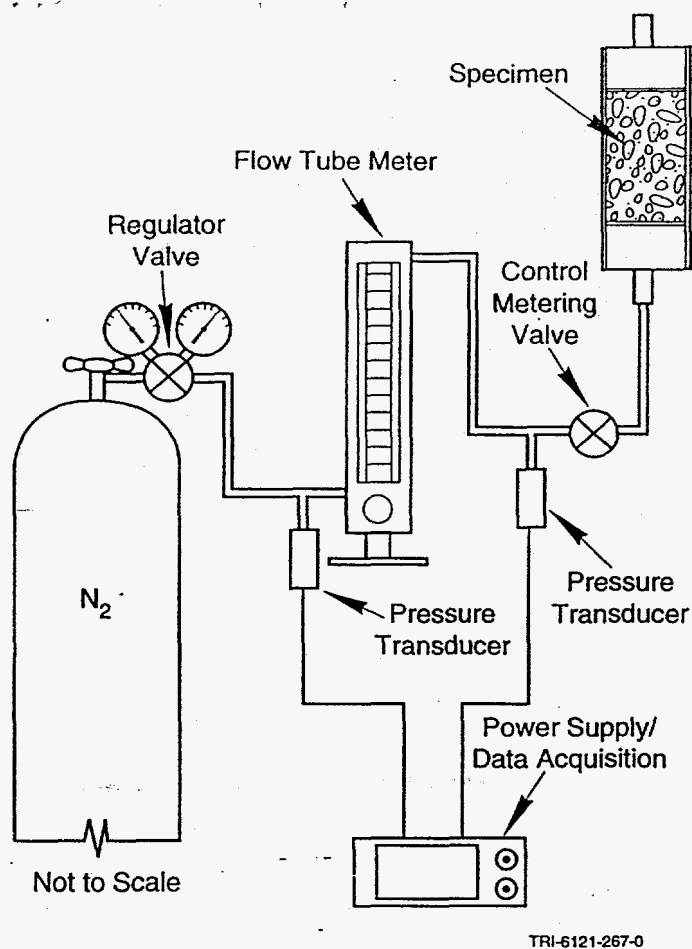 Specimen
Flow Tube Meter
Regulator
Valve
Control
Metering
Valve
N₂
Pressure
Transducer
Pressure
Transducer
Power Supply/
Data Acquisition
Not to Scale
TRI-6121-267-0